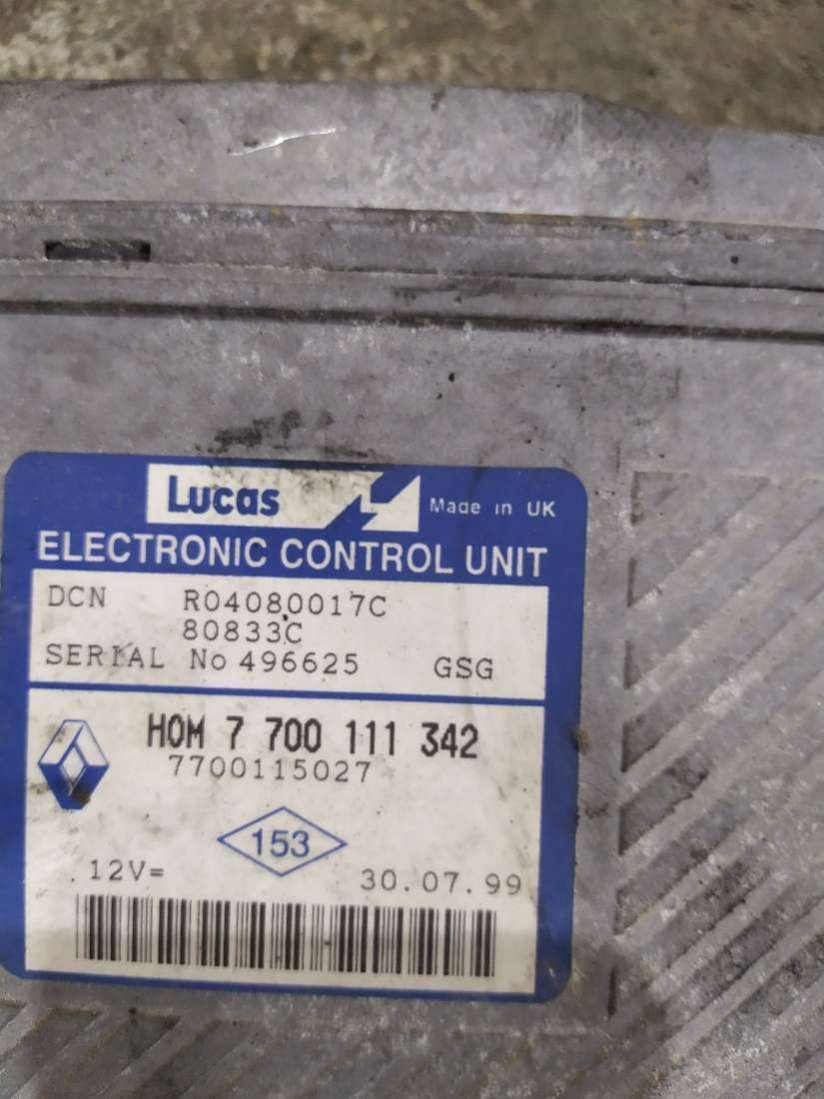 Lucas Made in UK
ELECTRONIC CONTROL UNIT
DCN R04080017C
80833C
SERIAL No 496625 GSG
HOM 7 700 111 342
7700115027
153
12V= 30.07.99